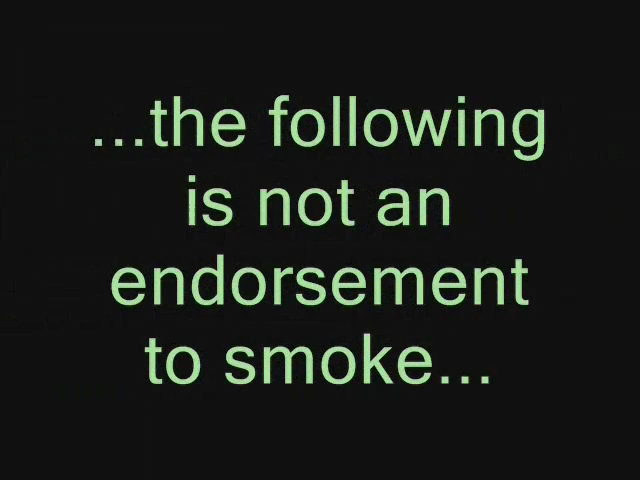 ...the following
is not an
endorsement
to smoke...